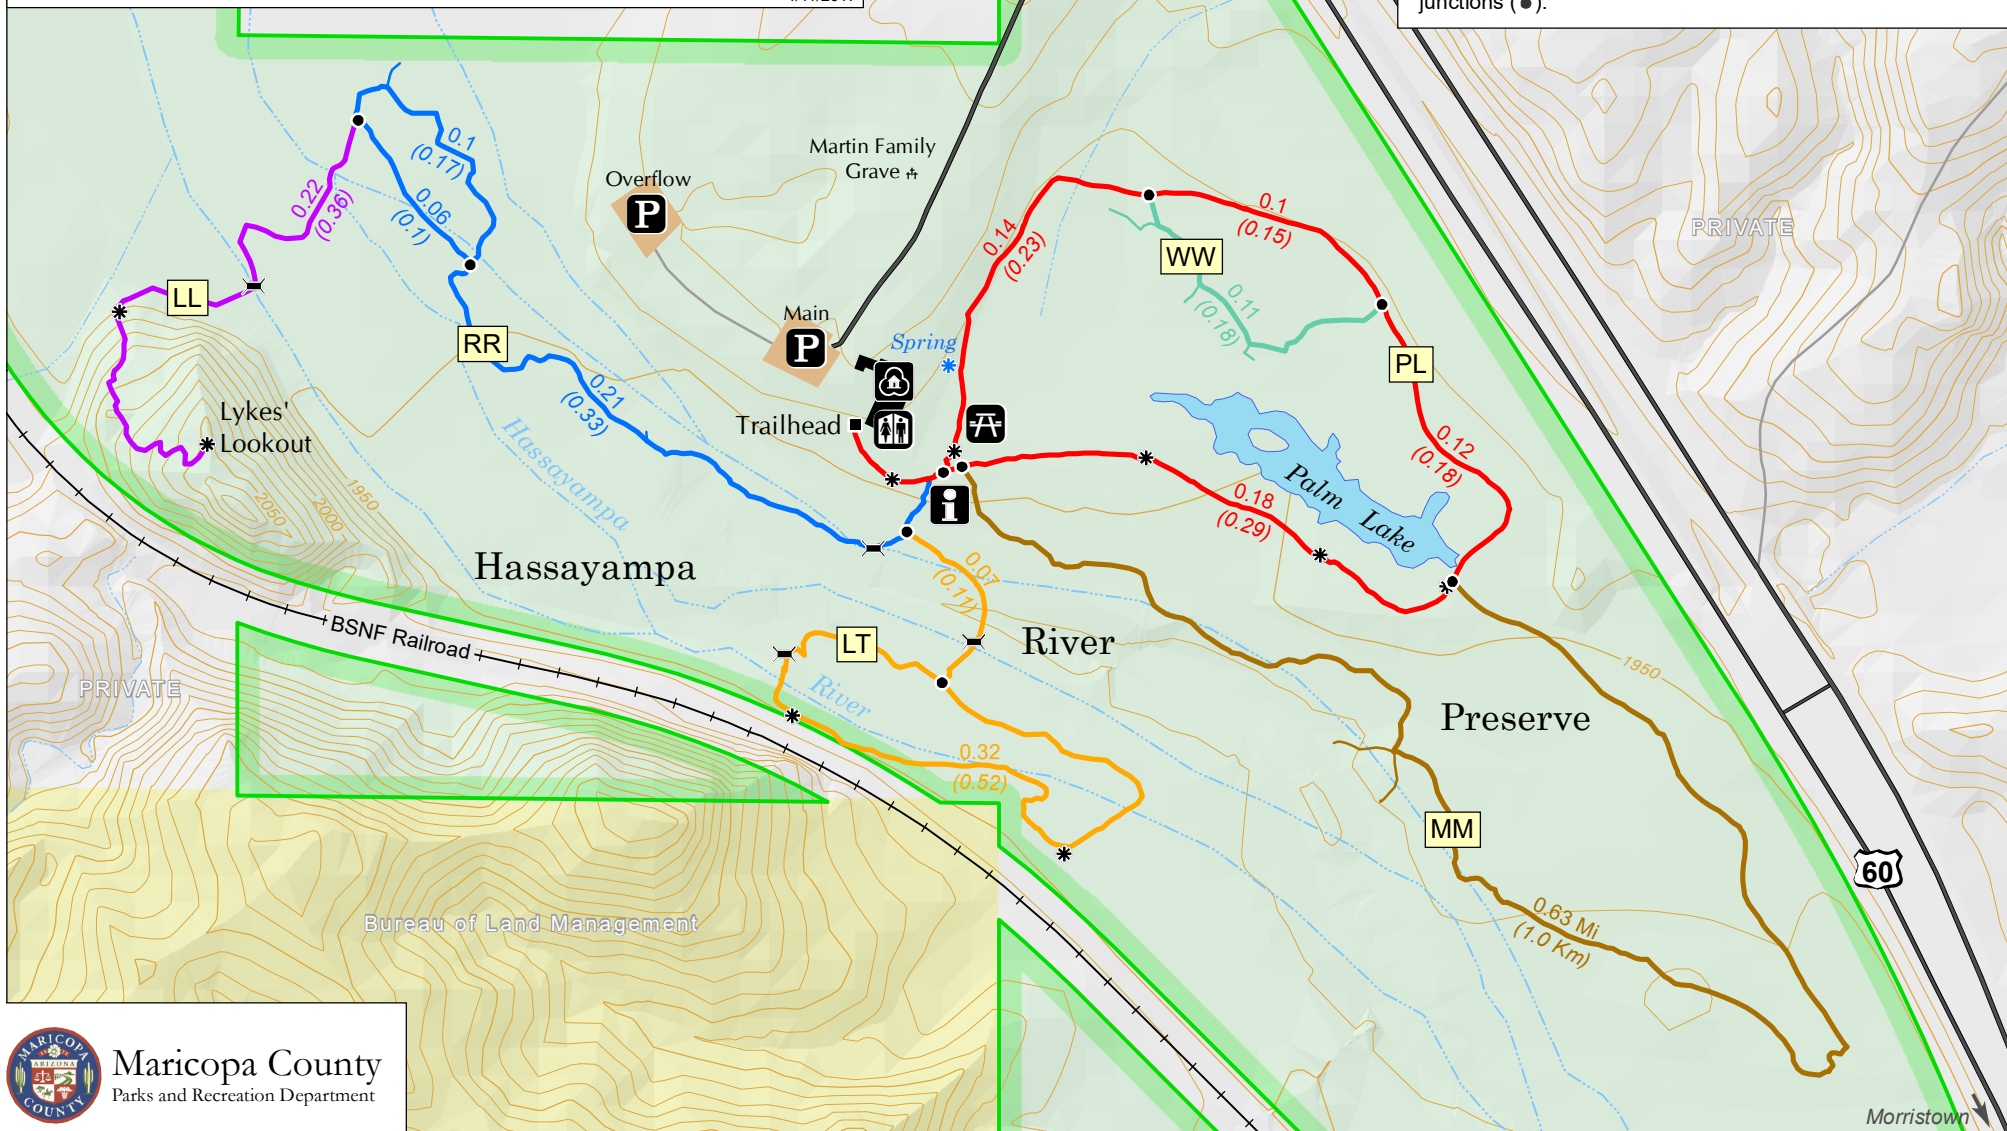 junctions (●).
Martin Family
Grave
Overflow
P
Main
P
Spring
Trailhead
i
0.1
(0.17)
0.06
(0.1)
0.22
(0.36)
LL
RR
0.21
(0.33)
Lykes'
Lookout
1950
2000
2050
Hassayampa
0.14
(0.23)
0.1
(0.15)
WW
0.11
(0.18)
PL
0.12
(0.18)
0.18
(0.29)
Palm Lake
PRIVATE
Hassayampa
River
Preserve
0.07
(0.11)
LT
River
0.32
(0.52)
BSNF Railroad
PRIVATE
1950
MM
0.63 Mi
(1.0 Km)
60
Bureau of Land Management
MARICOPA
ARIZONA
COUNTY
Maricopa County
Parks and Recreation Department
Morristown